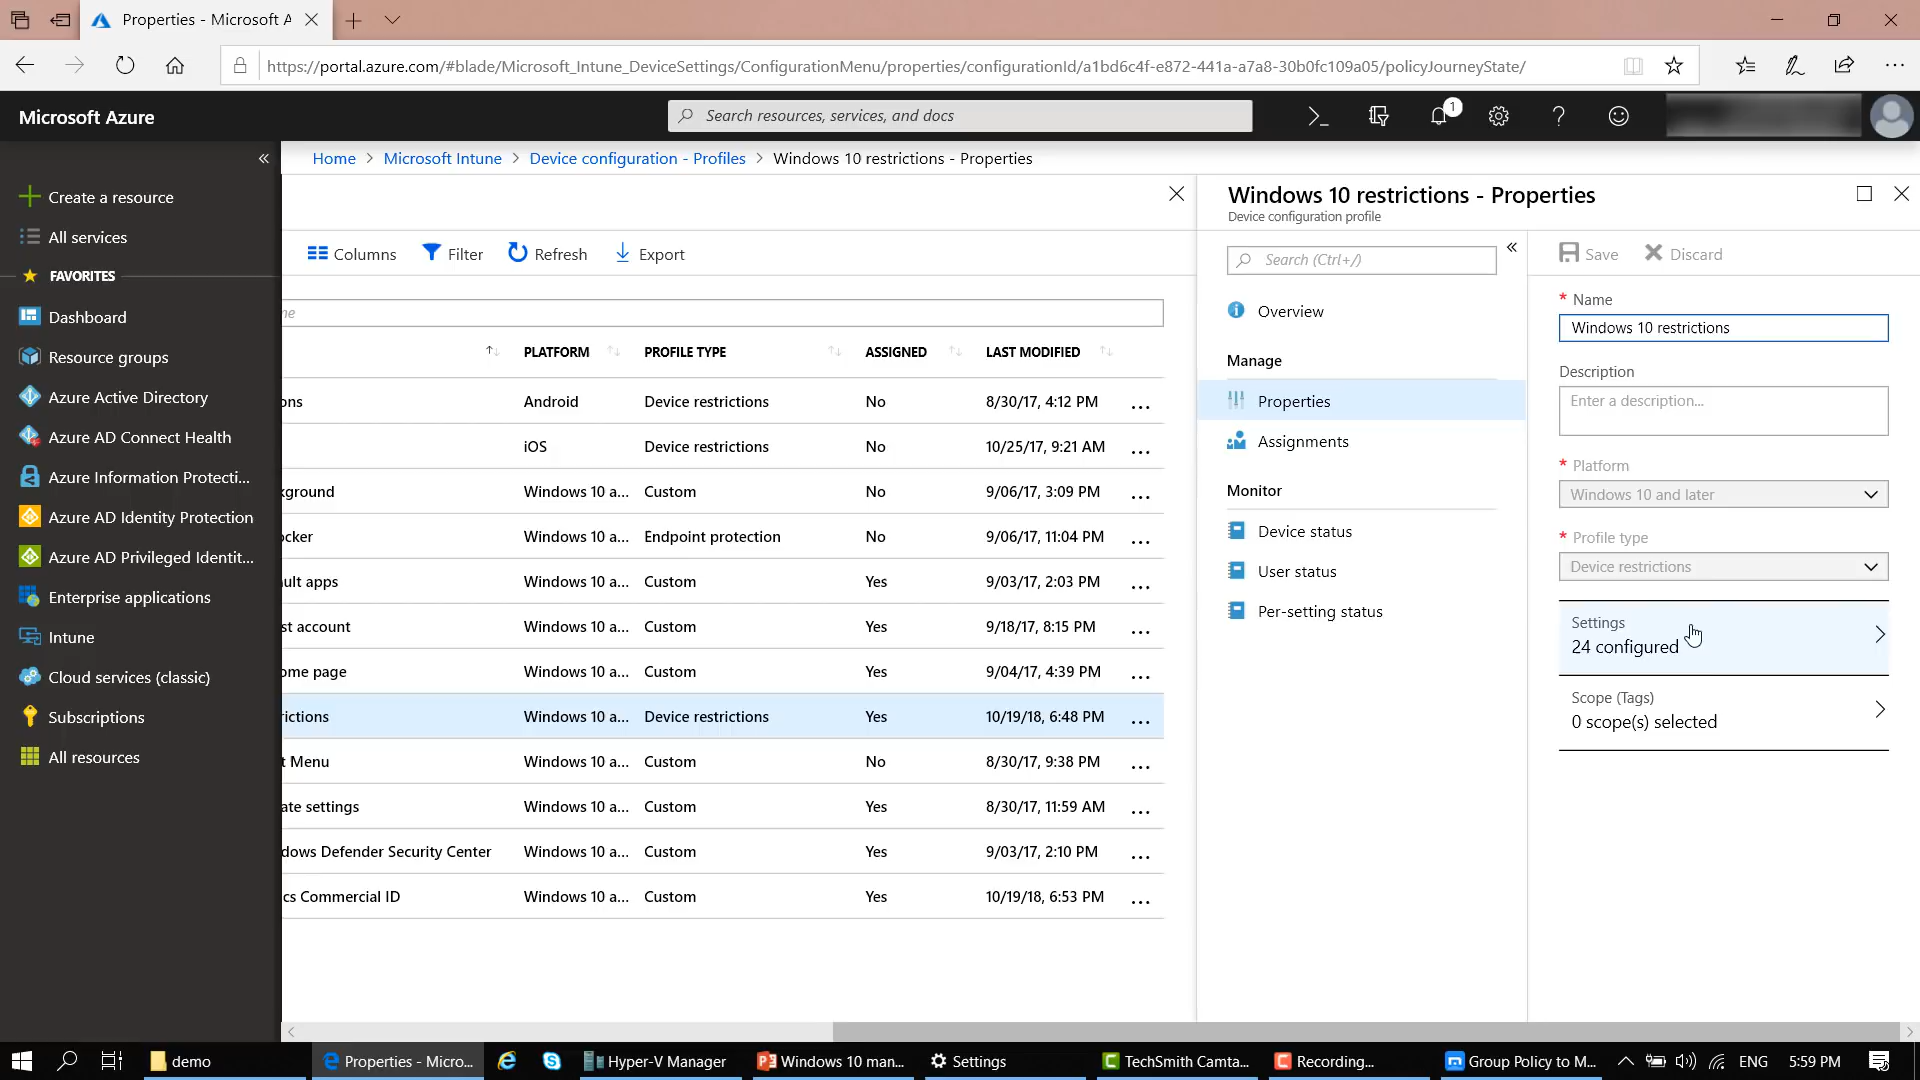 Properties - Microsoft A
https://portal.azure.com/#blade/Microsoft_Intune_DeviceSettings/ConfigurationMenu/properties/configurationId/a1bd6c4f-e872-441a-a7a8-30b0fc109a05/policyJourneyState/
Microsoft Azure
Search resources, services, and docs
1
Home > Microsoft Intune > Device configuration - Profiles > Windows 10 restrictions - Properties
Create a resource
All services
FAVORITES
Dashboard
Resource groups
Azure Active Directory
Azure AD Connect Health
Azure Information Protecti...
Azure AD Identity Protection
Azure AD Privileged Identit...
Enterprise applications
Intune
Cloud services (classic)
Subscriptions
All resources
Columns Filter Refresh Export
me
PLATFORM PROFILE TYPE ASSIGNED LAST MODIFIED
ons Android Device restrictions No 8/30/17, 4:12 PM ...
iOS Device restrictions No 10/25/17, 9:21 AM ...
kground Windows 10 a... Custom No 9/06/17, 3:09 PM ...
ocker Windows 10 a... Endpoint protection No 9/06/17, 11:04 PM ...
ult apps Windows 10 a... Custom Yes 9/03/17, 2:03 PM ...
st account Windows 10 a... Custom Yes 9/18/17, 8:15 PM ...
ome page Windows 10 a... Custom Yes 9/04/17, 4:39 PM ...
rictions Windows 10 a... Device restrictions Yes 10/19/18, 6:48 PM ...
t Menu Windows 10 a... Custom No 8/30/17, 9:38 PM ...
ate settings Windows 10 a... Custom Yes 8/30/17, 11:59 AM ...
dows Defender Security Center Windows 10 a... Custom Yes 9/03/17, 2:10 PM ...
cs Commercial ID Windows 10 a... Custom Yes 10/19/18, 6:53 PM ...
Windows 10 restrictions - Properties
Device configuration profile
Search (Ctrl+/)
Overview
Manage
Properties
Assignments
Monitor
Device status
User status
Per-setting status
Save Discard
* Name
Windows 10 restrictions
Description
Enter a description...
* Platform
Windows 10 and later
* Profile type
Device restrictions
Settings
24 configured
Scope (Tags)
0 scope(s) selected
demo
Properties - Micro...
Hyper-V Manager
Windows 10 man...
Settings
TechSmith Camta...
Recording...
Group Policy to M...
ENG
5:59 PM